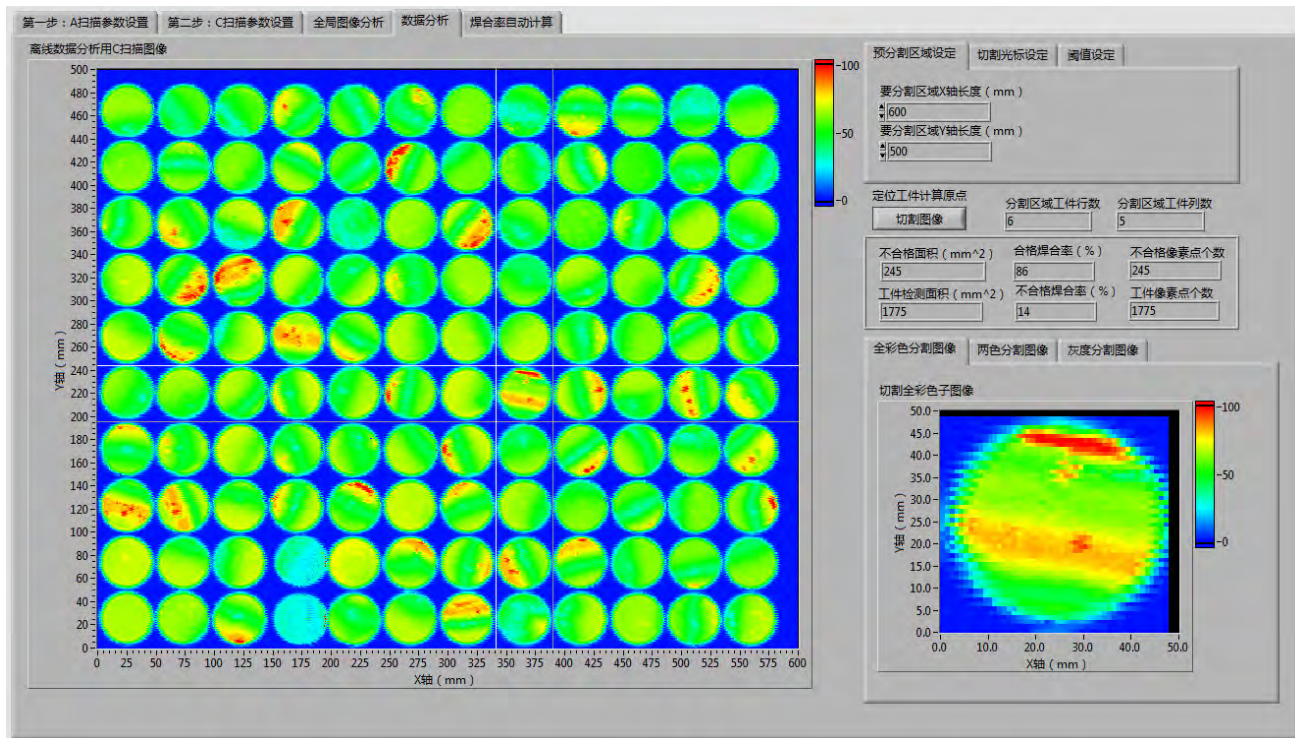 第一步：A扫描参数设置 第二步：C扫描参数设置 全局图像分析 数据分析 焊合率自动计算
离线数据分析用C扫描图像
500
480
460
440
420
400
380
360
340
320
300
280
260
240
220
200
180
160
140
120
100
80
60
40
20
0
Y轴（mm）
0 25 50 75 100 125 150 175 200 225 250 275 300 325 350 375 400 425 450 475 500 525 550 575 600
X轴（mm）
100
50
0
预分割区域设定 切割光标设定 阈值设定
要分割区域X轴长度（mm）
600
要分割区域Y轴长度（mm）
500
定位工件计算原点 分割区域工件行数 分割区域工件列数
切割图像 6 5
不合格面积（mm^2） 合格焊合率（%） 不合格像素点个数
245 86 245
工件检测面积（mm^2） 不合格焊合率（%） 工件像素点个数
1775 14 1775
全彩色分割图像 两色分割图像 灰度分割图像
切割全彩色子图像
50.0
45.0
40.0
35.0
30.0
25.0
20.0
15.0
10.0
5.0
0.0
Y轴（mm）
0.0 10.0 20.0 30.0 40.0 50.0
X轴（mm）
100
50
0